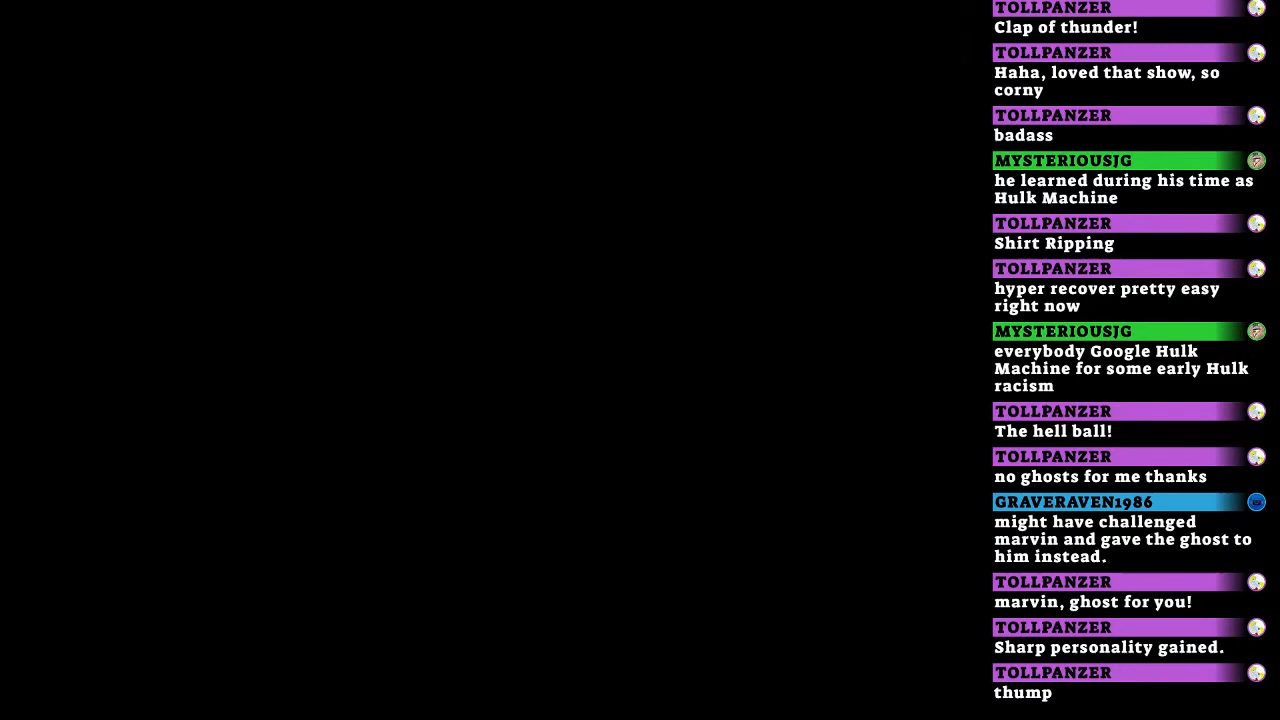 TOLLPANZER
Clap of thunder!
TOLLPANZER
Haha, loved that show, so
corny
TOLLPANZER
badass
MYSTERIOUSJG
he learned during his time as
Hulk Machine
TOLLPANZER
Shirt Ripping
TOLLPANZER
hyper recover pretty easy
right now
MYSTERIOUSJG
everybody Google Hulk
Machine for some early Hulk
racism
TOLLPANZER
The hell ball!
TOLLPANZER
no ghosts for me thanks
GRAVERAVEN1986
might have challenged
marvin and gave the ghost to
him instead.
TOLLPANZER
marvin, ghost for you!
TOLLPANZER
Sharp personality gained.
TOLLPANZER
thump